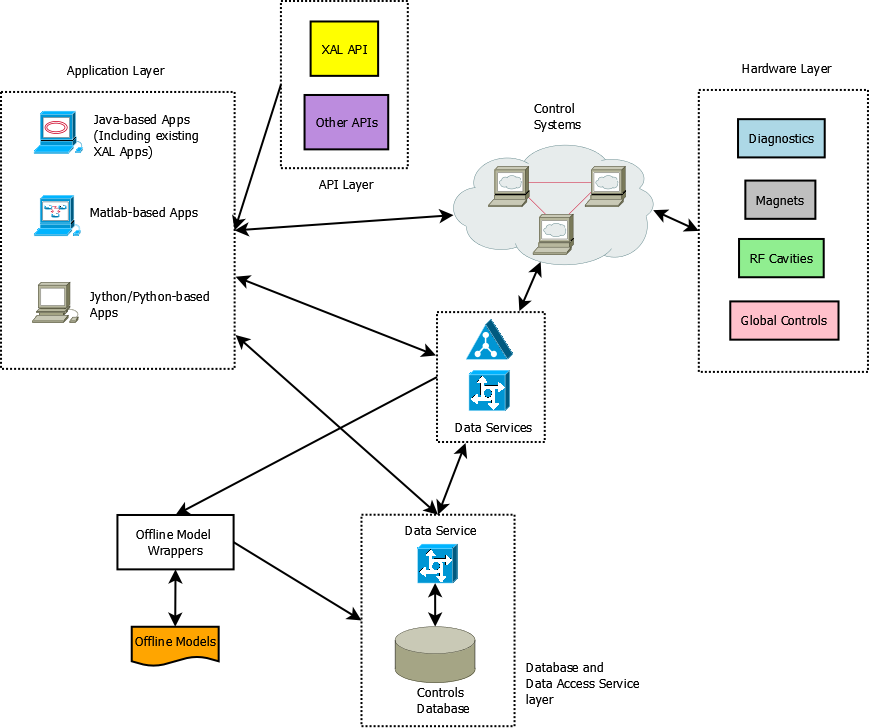 XAL API
Other APIs
API Layer
Application Layer
Java-based Apps
(Including existing
XAL Apps)
Matlab-based Apps
Jython/Python-based
Apps
Control
Systems
Hardware Layer
Diagnostics
Magnets
RF Cavities
Global Controls
Data Services
Offline Model
Wrappers
Offline Models
Data Service
Controls
Database
Database and
Data Access Service
layer